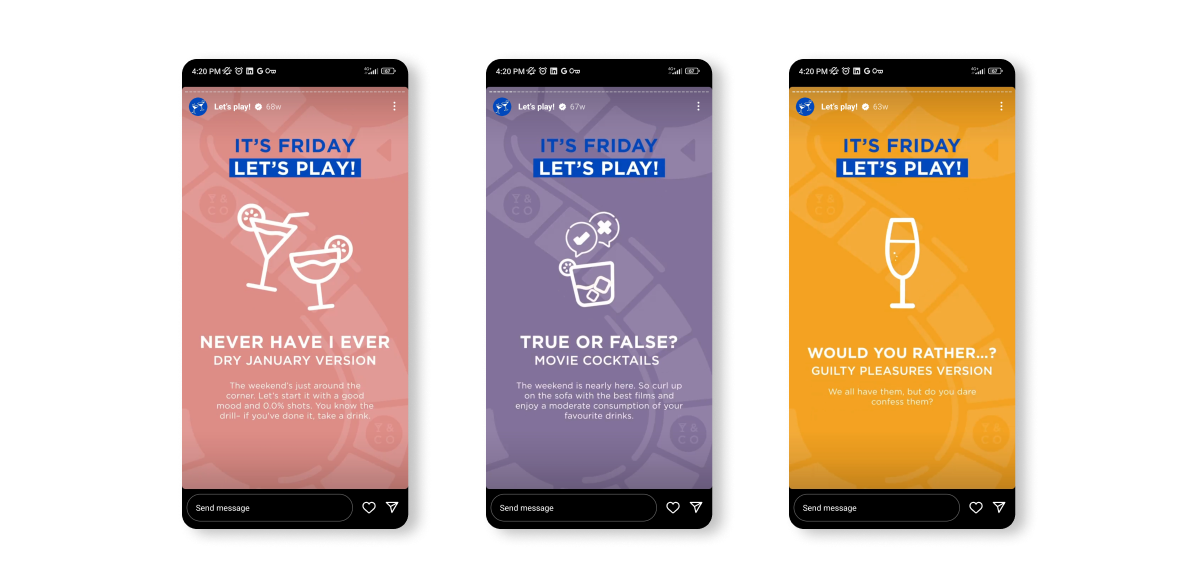 4:20 PM
4G+
Let's play! 68w
IT'S FRIDAY
LET'S PLAY!
Y &
CO
NEVER HAVE I EVER
DRY JANUARY VERSION
The weekend's just around the
corner. Let's start it with a good
mood and 0.0% shots. You know the
drill– if you've done it, take a drink.
Y &
CO
Send message
4:20 PM
4G+
Let's play! 67w
IT'S FRIDAY
LET'S PLAY!
Y &
CO
TRUE OR FALSE?
MOVIE COCKTAILS
The weekend is nearly here. So curl up
on the sofa with the best films and
enjoy a moderate consumption of your
favourite drinks.
Y &
CO
Send message
4:20 PM
4G+
Let's play! 63w
IT'S FRIDAY
LET'S PLAY!
Y &
CO
WOULD YOU RATHER...?
GUILTY PLEASURES VERSION
We all have them, but do you dare
confess them?
Y &
CO
Send message